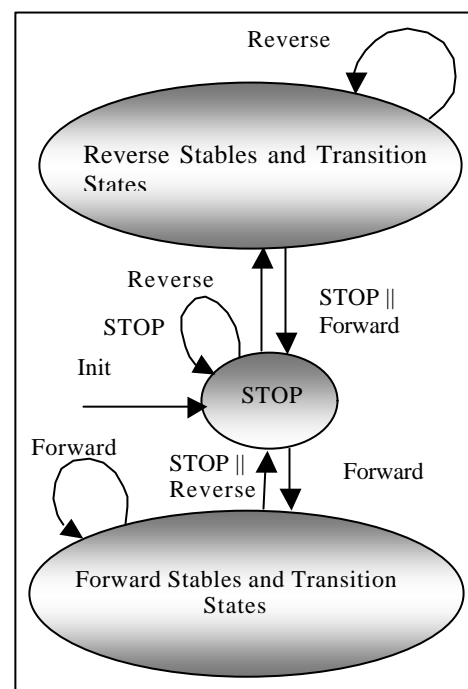 Reverse
Reverse Stables and Transition
States
Reverse
STOP
STOP ||
Forward
Init
STOP
Forward
STOP ||
Reverse
Forward
Forward Stables and Transition
States